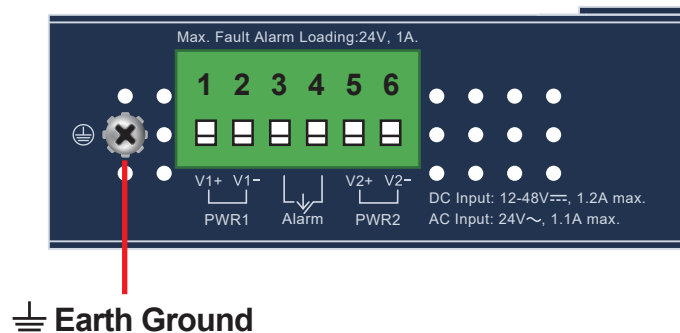 Max. Fault Alarm Loading:24V, 1A.
1 2 3 4 5 6
V1+ V1- V2+ V2-
PWR1 Alarm PWR2
DC Input: 12-48V⎓, 1.2A max.
AC Input: 24V~, 1.1A max.
Earth Ground